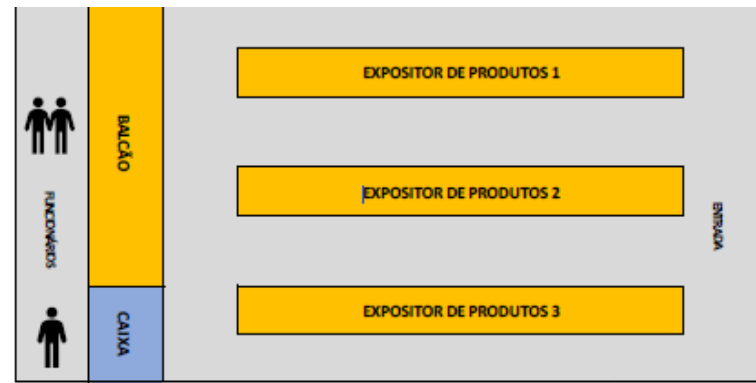 EXPOSITOR DE PRODUTOS 1
BALCÃO
EXPOSITOR DE PRODUTOS 2
FUNCIONÁRIOS
ENTRADA
CAIXA
EXPOSITOR DE PRODUTOS 3